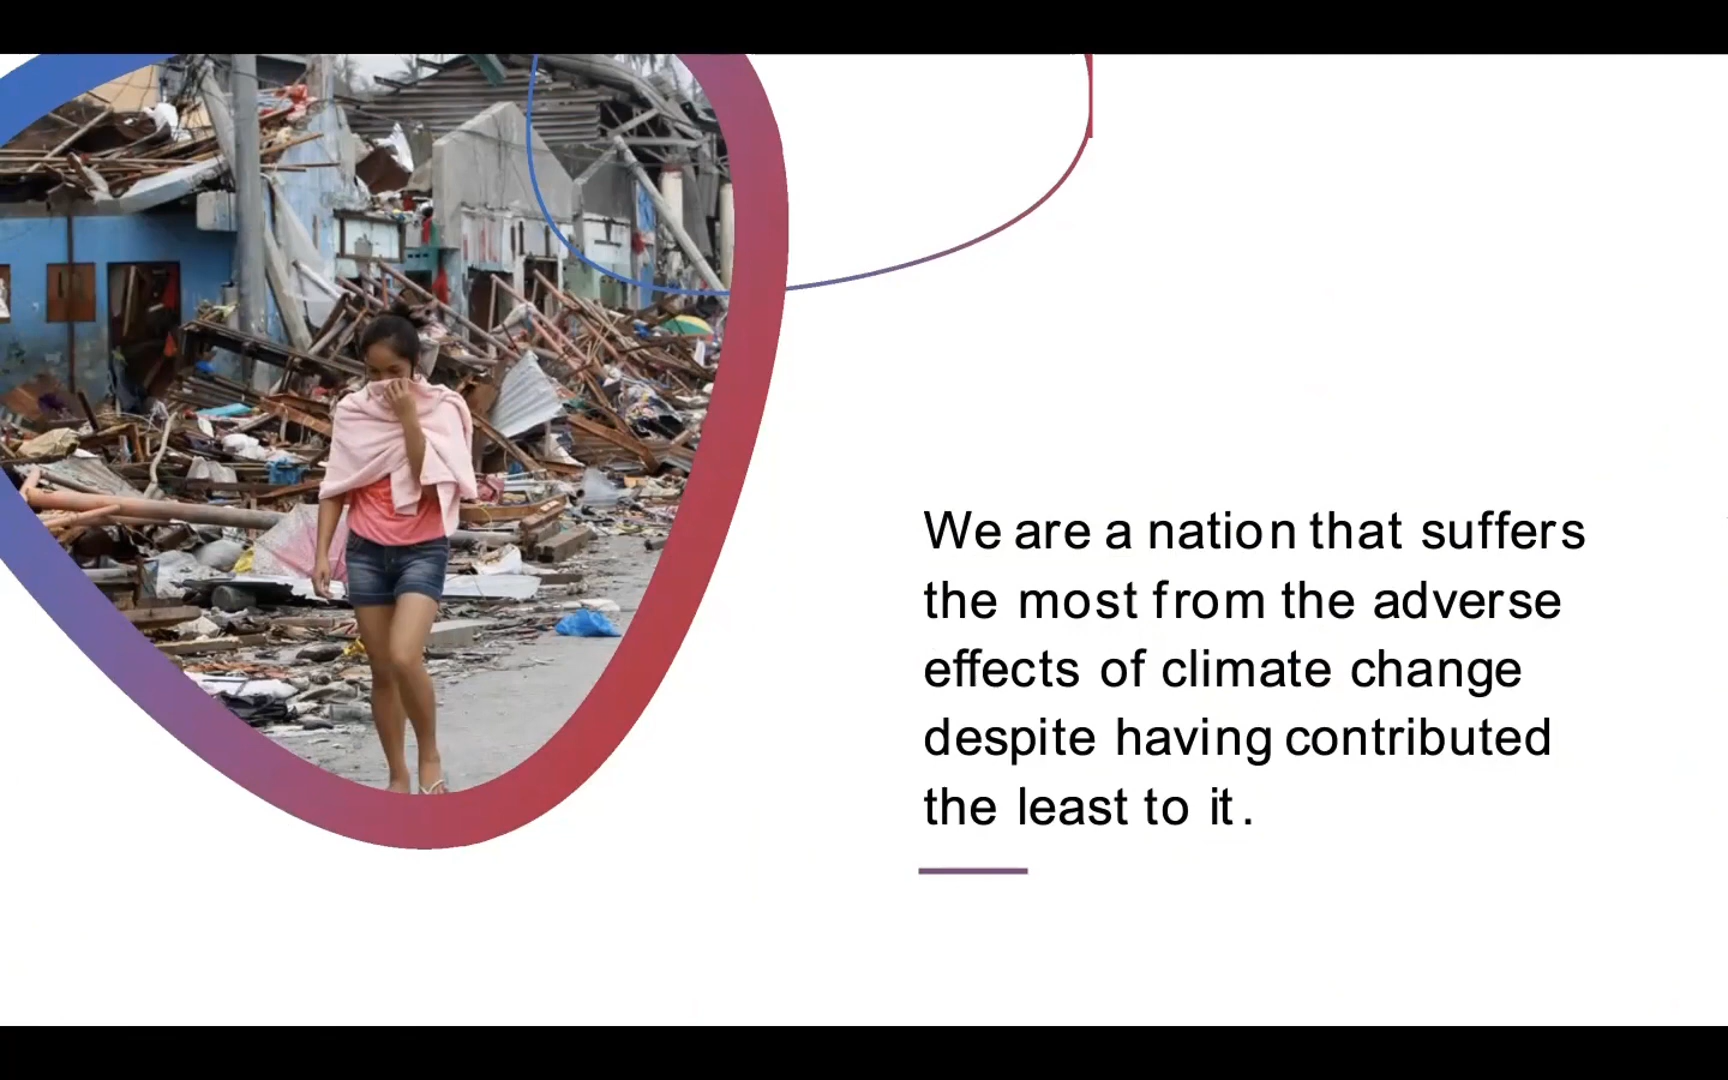 We are a nation that suffers
the most from the adverse
effects of climate change
despite having contributed
the least to it.